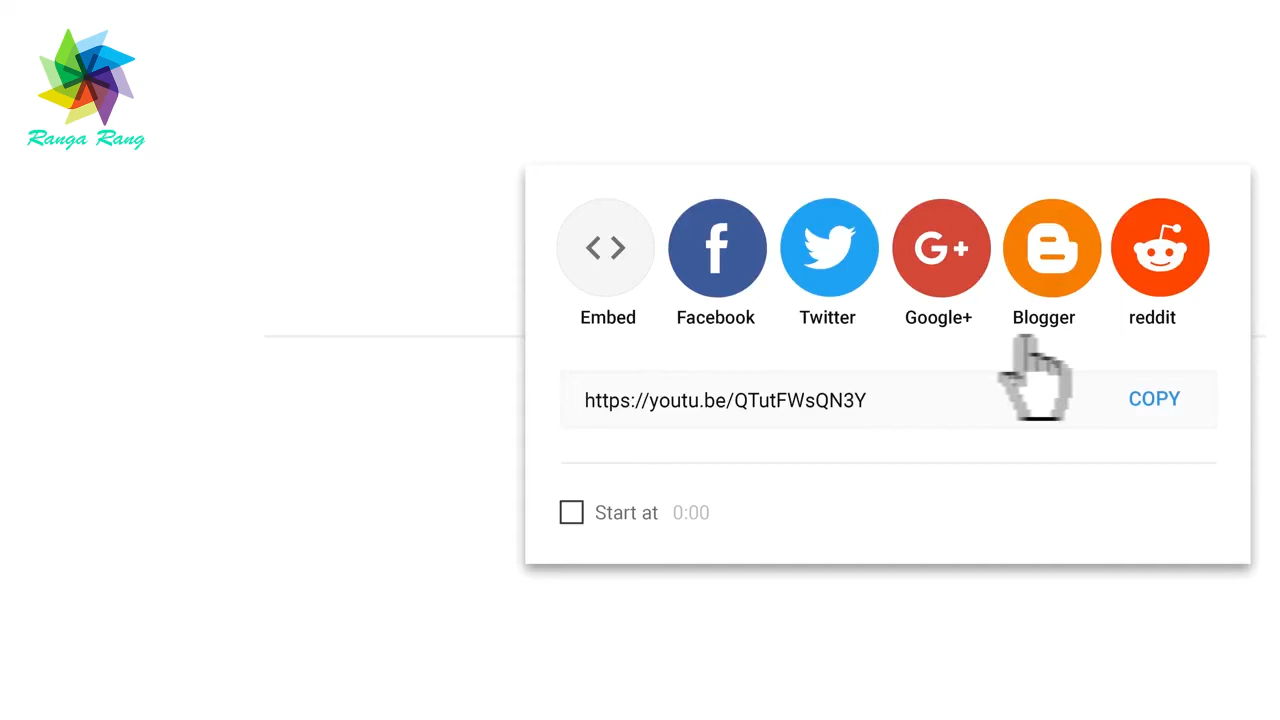 Ranga Rang
Embed Facebook Twitter Google+ Blogger reddit
https://youtu.be/QTutFWsQN3Y COPY
Start at 0:00